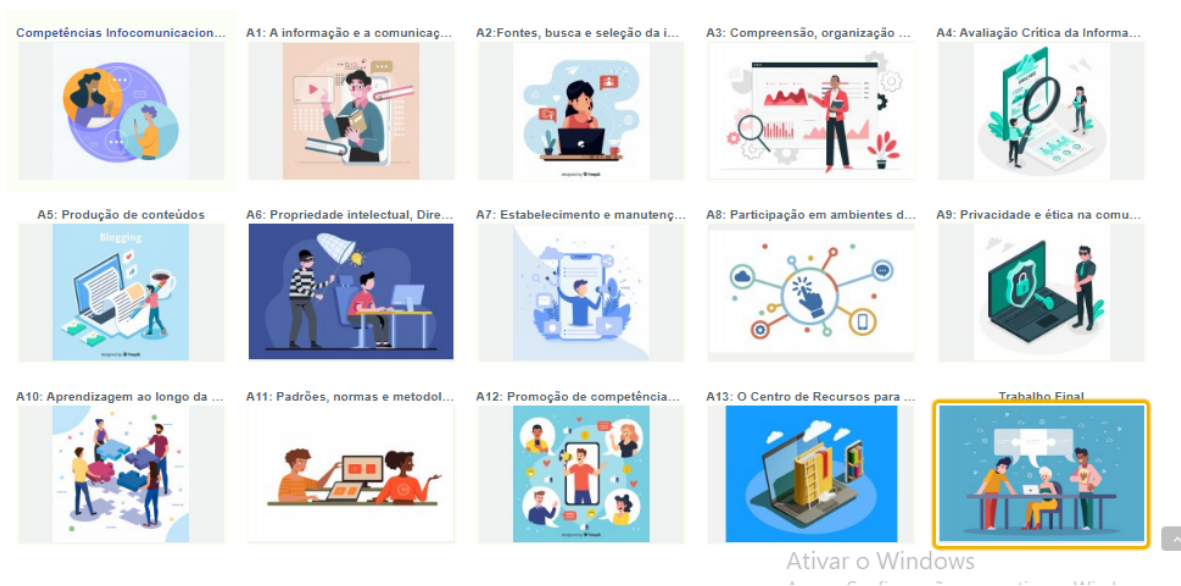 Competências Infocomunicacion...
A1: A informação e a comunicaç...
A2:Fontes, busca e seleção da i...
A3: Compreensão, organização ...
A4: Avaliação Crítica da Informa...
A5: Produção de conteúdos
A6: Propriedade intelectual, Dire...
A7: Estabelecimento e manutenç...
A8: Participação em ambientes d...
A9: Privacidade e ética na comu...
Blogging
A10: Aprendizagem ao longo da ...
A11: Padrões, normas e metodol...
A12: Promoção de competência...
A13: O Centro de Recursos para ...
Trabalho Final
Ativar o Windows